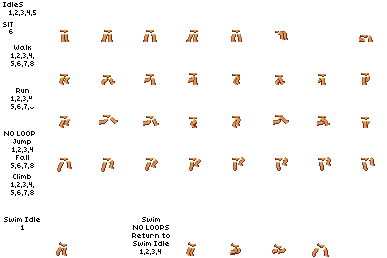 IdleS
1,2,3,4,5
SIT
6
Walk
1,2,3,4,
5,6,7,8
Run
1,2,3,
5,6,7,
NO LOOP
Jump
1,2,3,4
Fall
5,6,7,8
Climb
1,2,3,4,
5,6,7,8
Swim Idle
1
Swim
NO LOOPS
Return to
Swim Idle
1,2,3,4